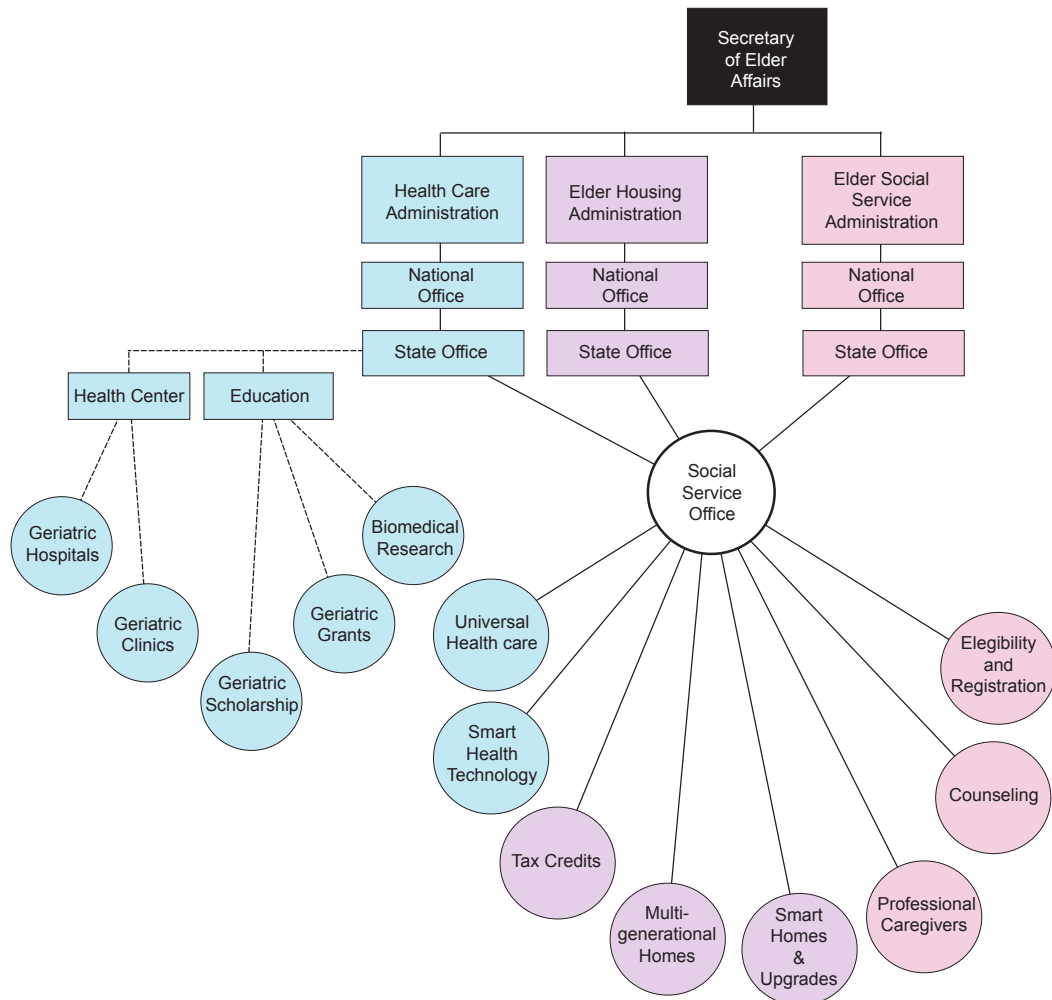 Secretary
of Elder
Affairs
Health Care
Administration
Elder Housing
Administration
Elder Social
Service
Administration
National
Office
National
Office
National
Office
State Office
State Office
State Office
Health Center
Education
Social
Service
Office
Geriatric
Hospitals
Biomedical
Research
Geriatric
Clinics
Geriatric
Grants
Geriatric
Scholarship
Universal
Health care
Elegibility
and
Registration
Smart
Health
Technology
Counseling
Tax Credits
Multi-
generational
Homes
Smart
Homes
&
Upgrades
Professional
Caregivers